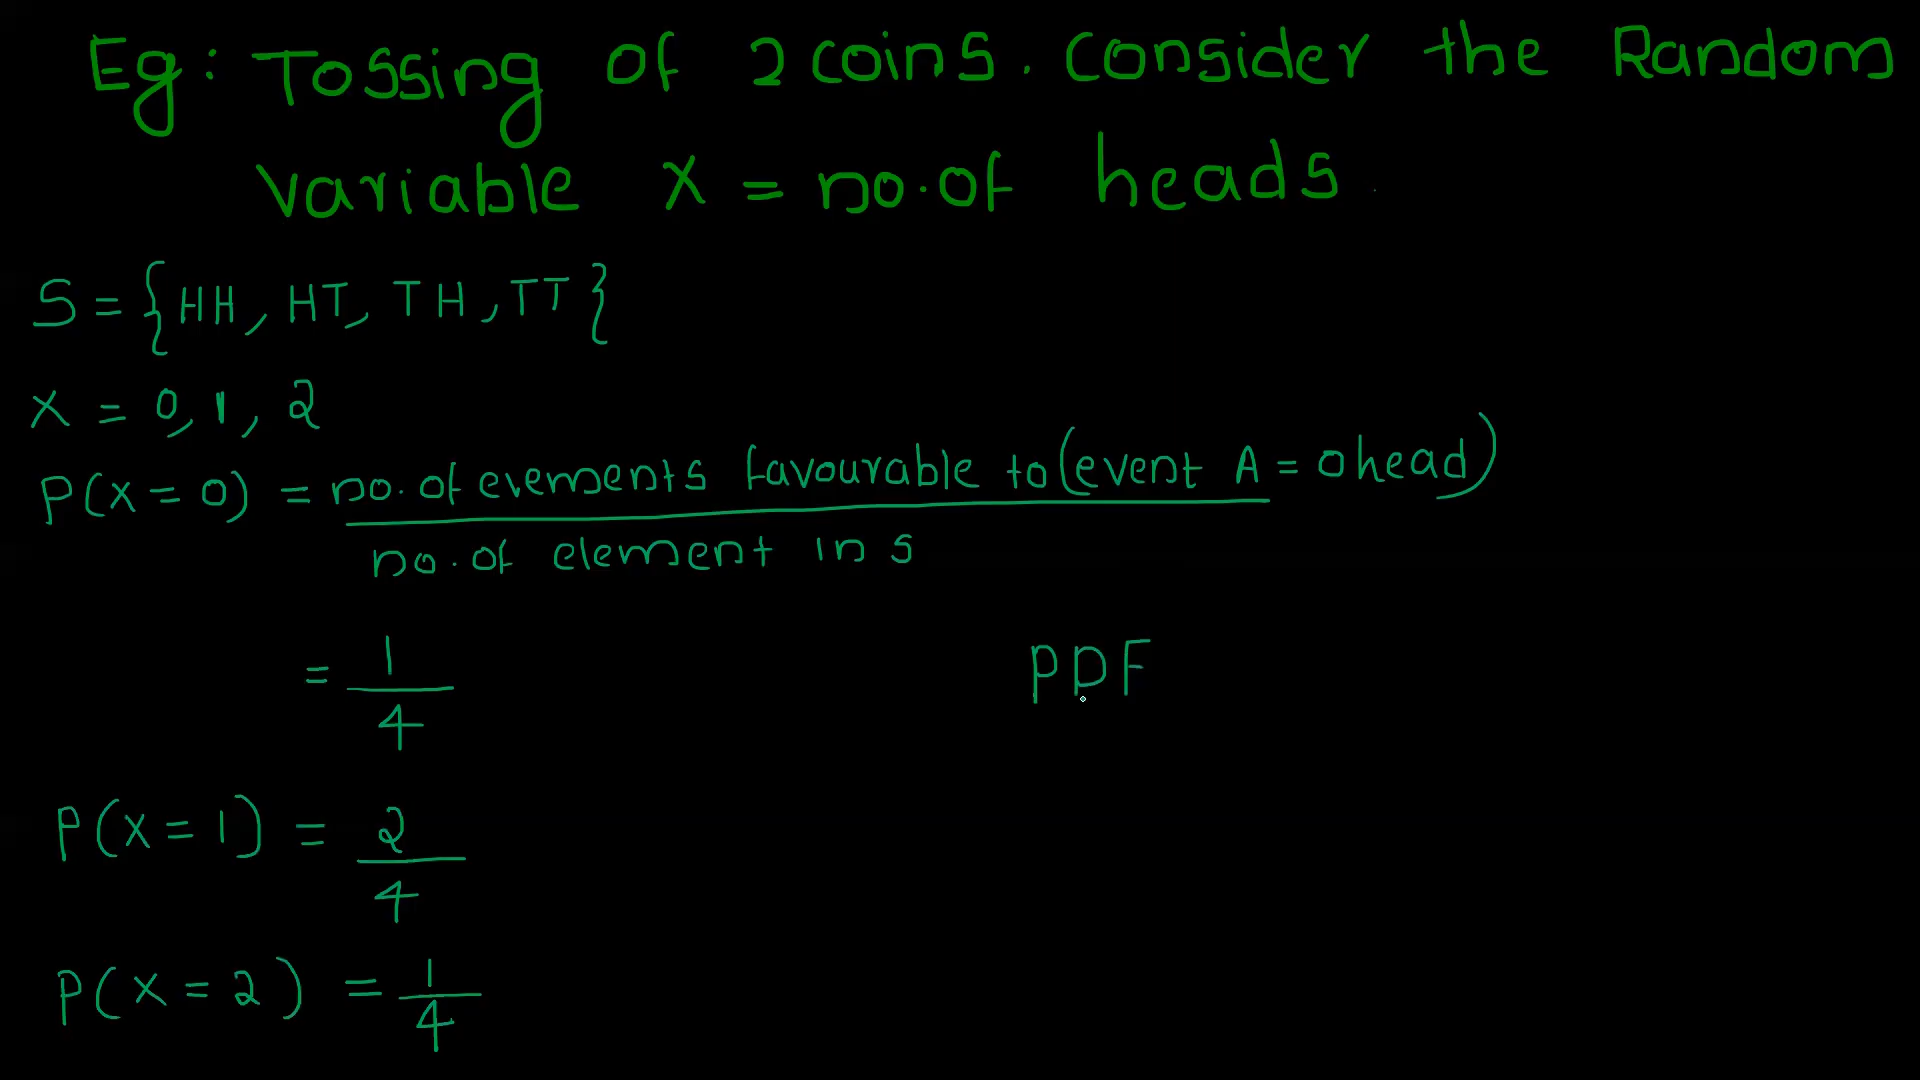 Eg: Tossing of 2 coins. Consider the Random
variable X = no.of heads.
S = {HH, HT, TH, TT}
X = 0, 1, 2
P(X = 0) = no.of evements favourable to (event A = 0 head)
no.of element in s
= 1
4
PDF
P(X = 1) = 2
4
P(X = 2) = 1
4